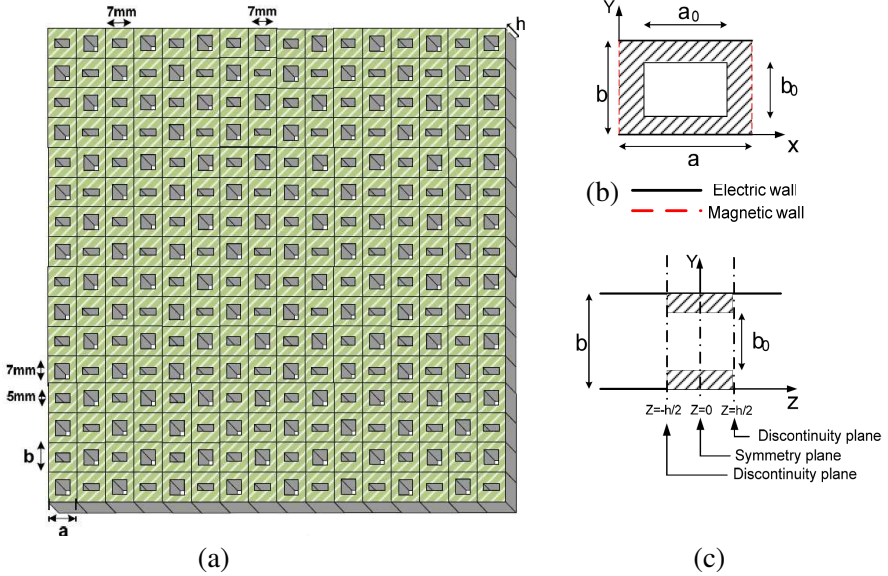 7mm
7mm
h
7mm
5mm
b
a
(a)
Y
a₀
b
b₀
a
X
(b)
Electric wall
Magnetic wall
Y
b
b₀
Z
Z=-h/2
Z=0
Z=h/2
Discontinuity plane
Symmetry plane
Discontinuity plane
(c)